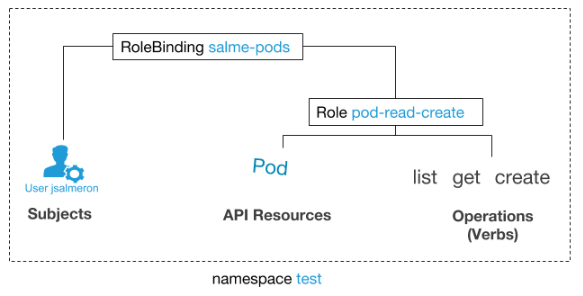 RoleBinding salme-pods
Role pod-read-create
User jsalmeron
Pod
list get create
Subjects
API Resources
Operations
(Verbs)
namespace test